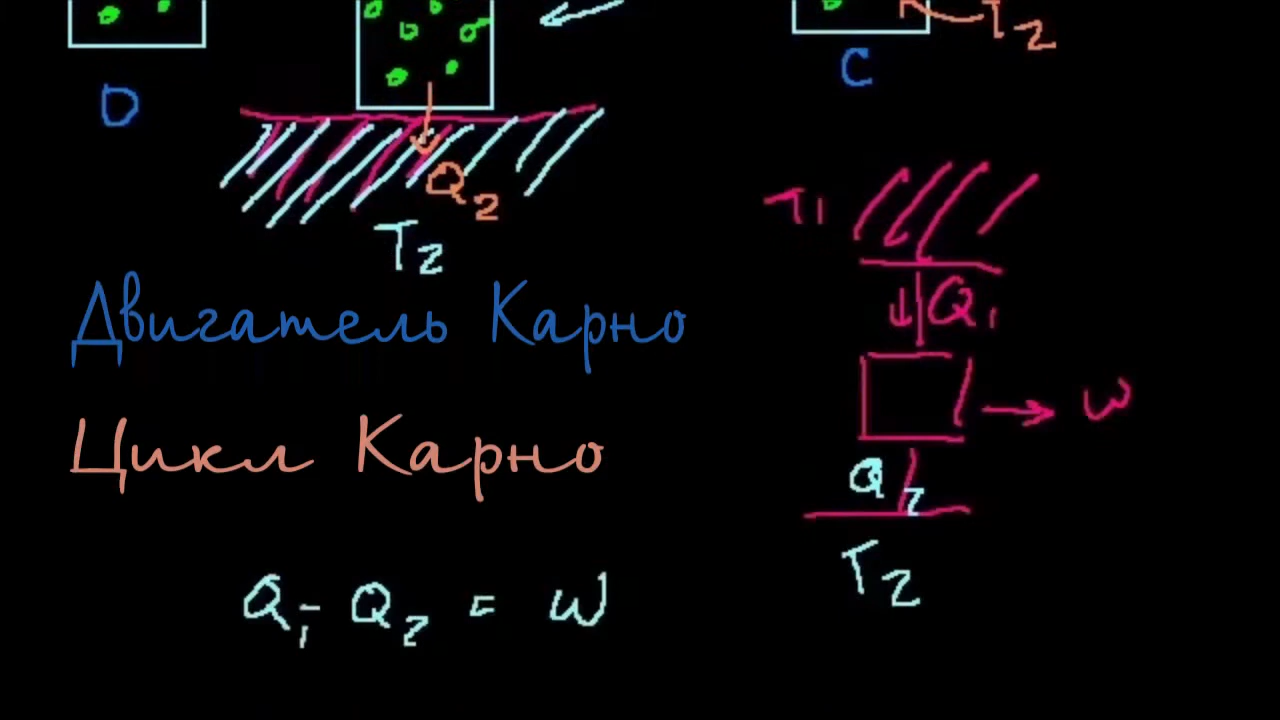 T2
C
D
Q2
T1
T2
Q1
Двигатель Карно
W
Цикл Карно
Q2
T2
Q1 - Q2 = W